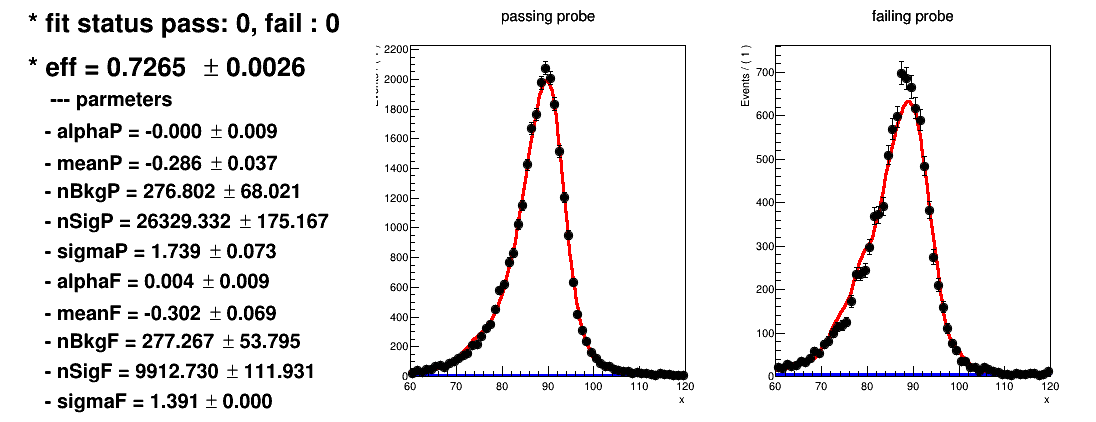 * fit status pass: 0, fail : 0
* eff = 0.7265 ± 0.0026
--- parmeters
- alphaP = -0.000 ± 0.009
- meanP = -0.286 ± 0.037
- nBkgP = 276.802 ± 68.021
- nSigP = 26329.332 ± 175.167
- sigmaP = 1.739 ± 0.073
- alphaF = 0.004 ± 0.009
- meanF = -0.302 ± 0.069
- nBkgF = 277.267 ± 53.795
- nSigF = 9912.730 ± 111.931
- sigmaF = 1.391 ± 0.000
passing probe
2200
2000
1800
1600
1400
1200
1000
800
600
400
200
0
60 70 80 90 100 110 120
x
failing probe
Events / ( 1 )
700
600
500
400
300
200
100
0
60 70 80 90 100 110 120
x